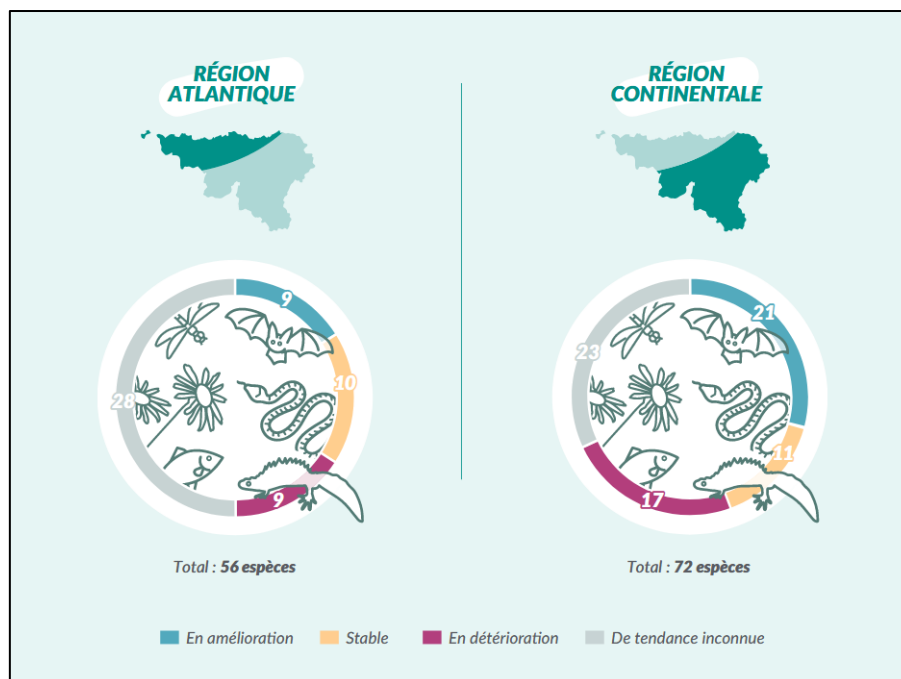 RÉGION
ATLANTIQUE
9
10
28
9
Total : 56 espèces
RÉGION
CONTINENTALE
21
23
11
17
Total : 72 espèces
En amélioration
Stable
En détérioration
De tendance inconnue